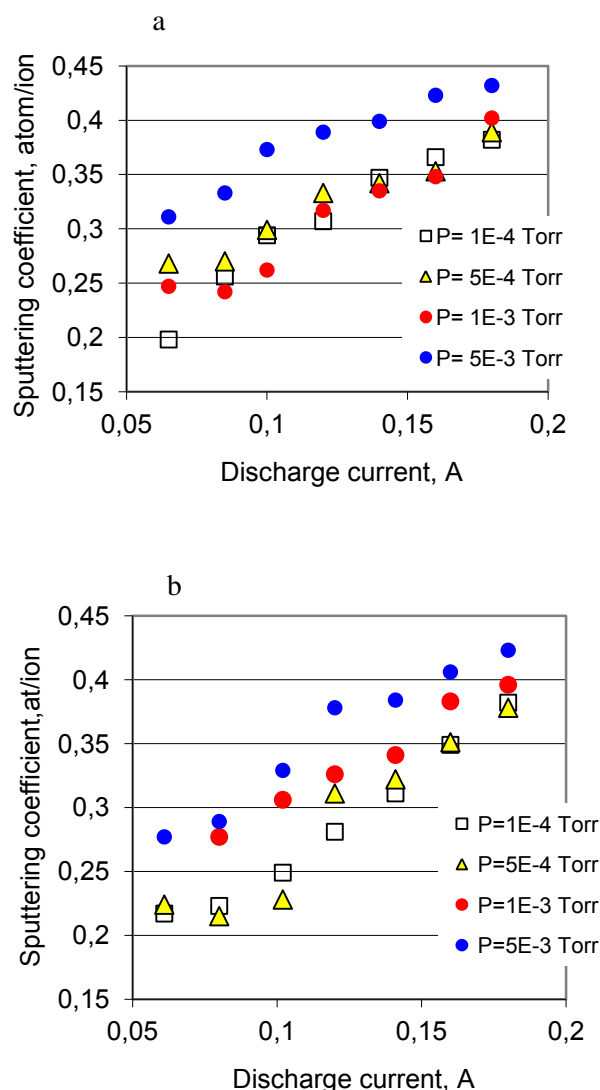 a
Sputtering coefficient, atom/ion
0,45
0,4
0,35
0,3
0,25
0,2
0,15
P= 1E-4 Torr
P= 5E-4 Torr
P= 1E-3 Torr
P= 5E-3 Torr
0,05 0,1 0,15 0,2
Discharge current, A
b
Sputtering coefficient,at/ion
0,45
0,4
0,35
0,3
0,25
0,2
0,15
P=1E-4 Torr
P=5E-4 Torr
P=1E-3 Torr
P=5E-3 Torr
0,05 0,1 0,15 0,2
Discharge current, A